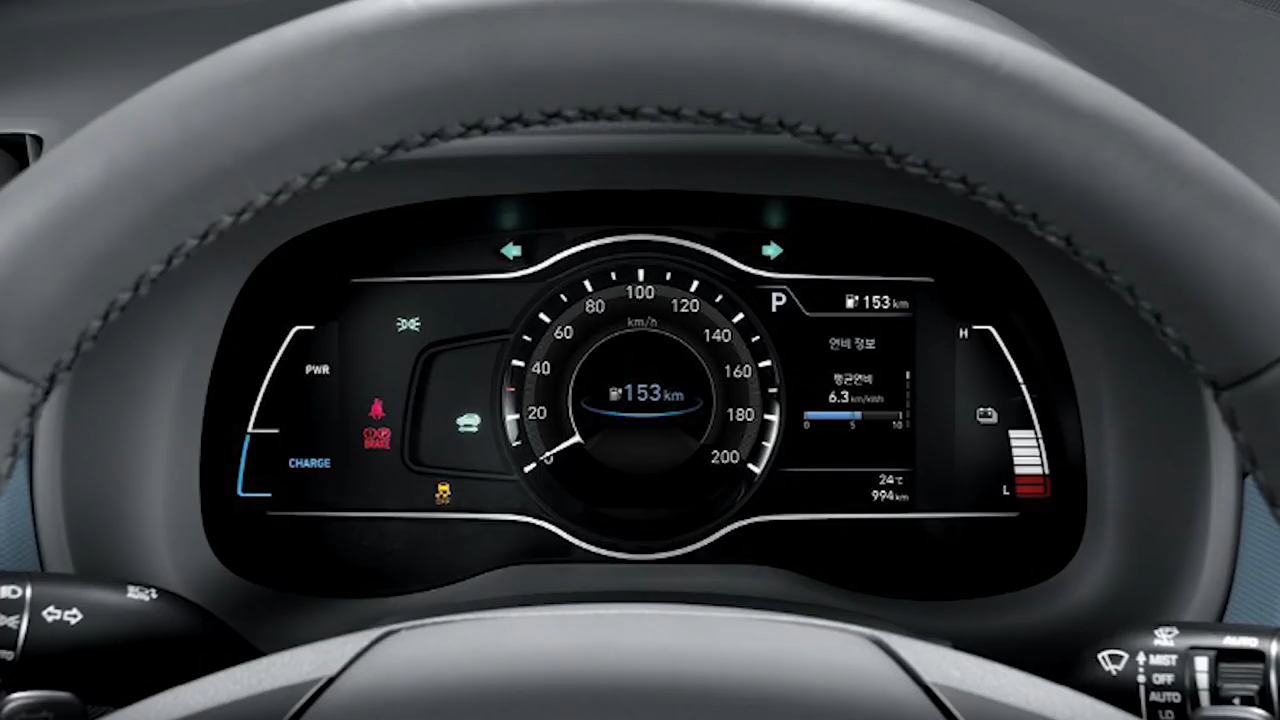 100
80
120
60
km/h
140
40
160
20
180
0
200
153 km
PWR
CHARGE
BRAKE
OFF
P
153 km
연비 정보
평균연비
6.3 km/kWh
0 5 10
24℃
994 km
H
L
AUTO
MIST
OFF
AUTO
LO